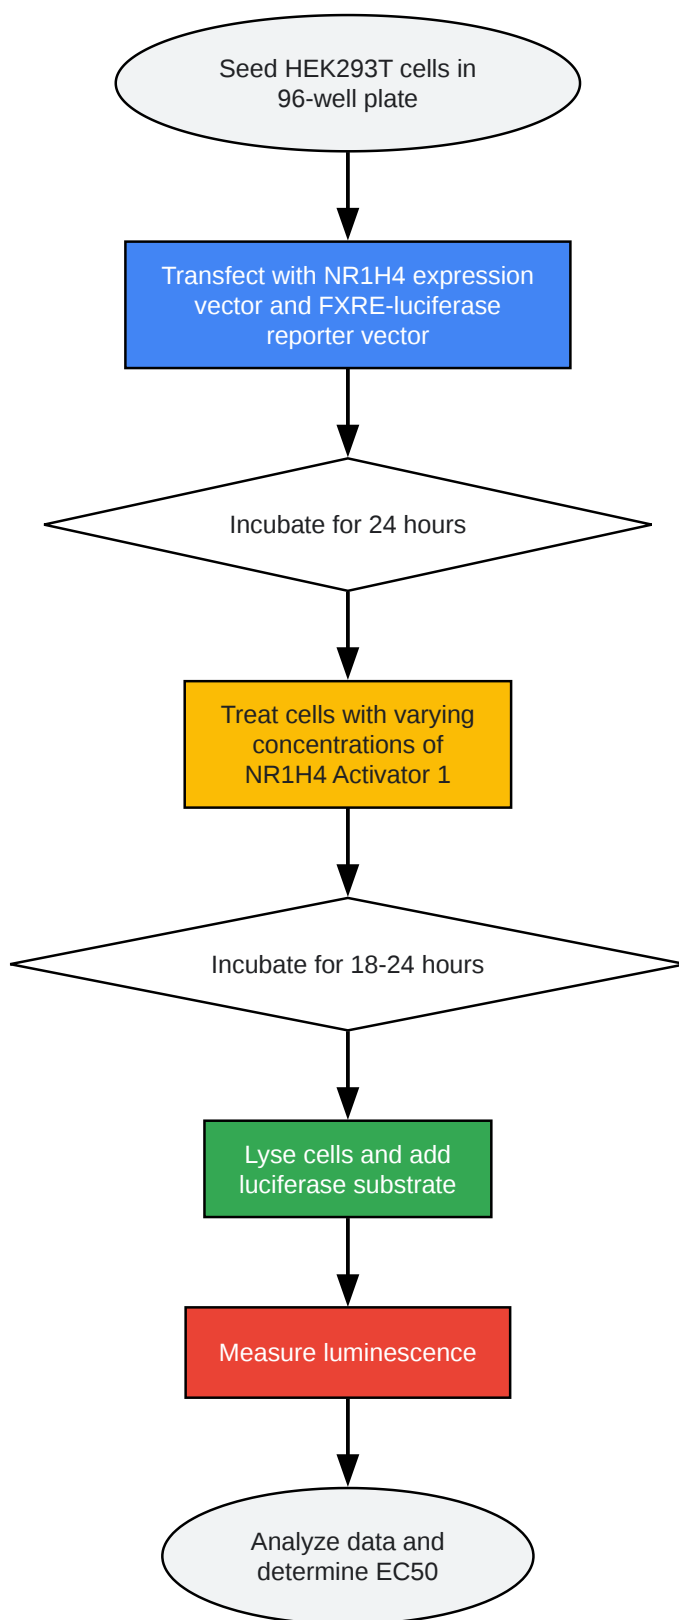 Seed HEK293T cells in
96-well plate
Transfect with NR1H4 expression
vector and FXRE-luciferase
reporter vector
Incubate for 24 hours
Treat cells with varying
concentrations of
NR1H4 Activator 1
Incubate for 18-24 hours
Lyse cells and add
luciferase substrate
Measure luminescence
Analyze data and
determine EC50